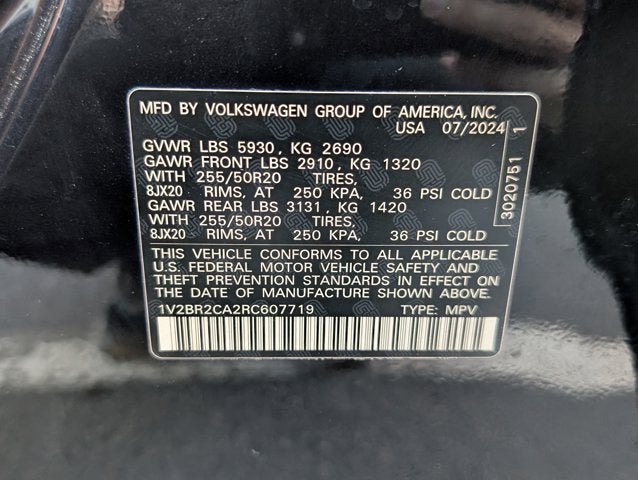 MFD BY VOLKSWAGEN GROUP OF AMERICA, INC.
USA 07/2024
GVWR LBS 5930, KG 2690
GAWR FRONT LBS 2910, KG 1320
WITH 255/50R20 TIRES,
8JX20 RIMS, AT 250 KPA, 36 PSI COLD
GAWR REAR LBS 3131, KG 1420
WITH 255/50R20 TIRES,
8JX20 RIMS, AT 250 KPA, 36 PSI COLD
THIS VEHICLE CONFORMS TO ALL APPLICABLE
U.S. FEDERAL MOTOR VEHICLE SAFETY AND
THEFT PREVENTION STANDARDS IN EFFECT ON
THE DATE OF MANUFACTURE SHOWN ABOVE.
1V2BR2CA2RC607719 TYPE: MPV
3020751 1